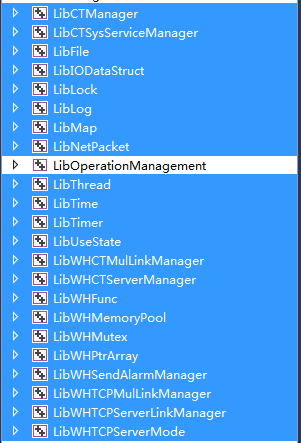 LibCTManager
LibCTSysServiceManager
LibFile
LibIODataStruct
LibLock
LibLog
LibMap
LibNetPacket
LibOperationManagement
LibThread
LibTime
LibTimer
LibUseState
LibWHCTMulLinkManager
LibWHCTServerManager
LibWHFunc
LibWHMemoryPool
LibWHMutex
LibWHPtrArray
LibWHSendAlarmManager
LibWHTCPMulLinkManager
LibWHTCPServerLinkManager
LibWHTCPServerMode